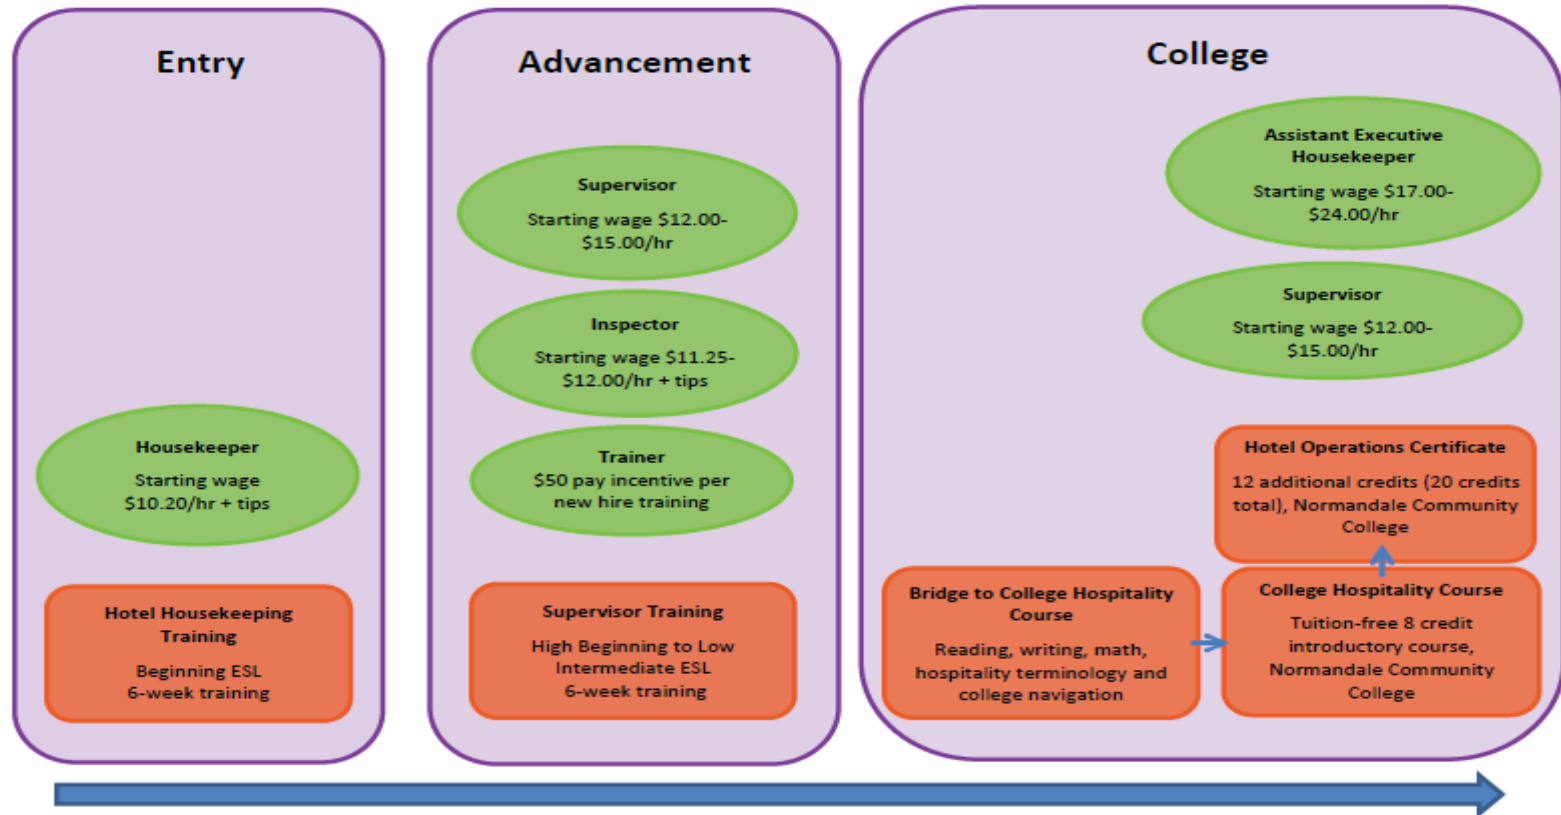 Entry
Housekeeper
Starting wage
$10.20/hr + tips
Hotel Housekeeping
Training
Beginning ESL
6-week training
Advancement
Supervisor
Starting wage $12.00-
$15.00/hr
Inspector
Starting wage $11.25-
$12.00/hr + tips
Trainer
$50 pay incentive per
new hire training
Supervisor Training
High Beginning to Low
Intermediate ESL
6-week training
College
Assistant Executive
Housekeeper
Starting wage $17.00-
$24.00/hr
Supervisor
Starting wage $12.00-
$15.00/hr
Hotel Operations Certificate
12 additional credits (20 credits
total), Normandale Community
College
Bridge to College Hospitality
Course
Reading, writing, math,
hospitality terminology and
college navigation
College Hospitality Course
Tuition-free 8 credit
introductory course,
Normandale Community
College